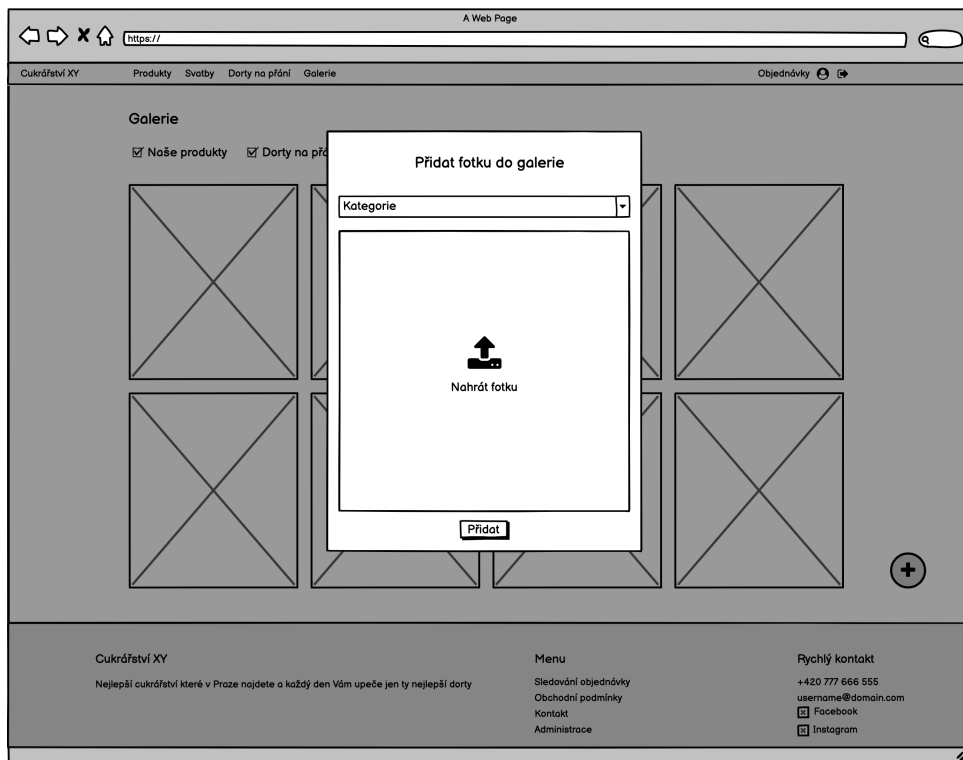 A Web Page
https://
Cukrářství XY Produkty Svatby Dorty na přání Galerie Objednávky
Galerie
Naše produkty Dorty na
Přidat fotku do galerie
Kategorie
Nahrát fotku
Přidat
Cukrářství XY Menu Rychlý kontakt
Nejlepší cukrářství které v Praze najdete a každý den Vám upeče jen ty nejlepší dorty
Sledování objednávky +420 777 666 555
Obchodní podmínky username@domain.com
Kontakt Facebook
Administrace Instagram